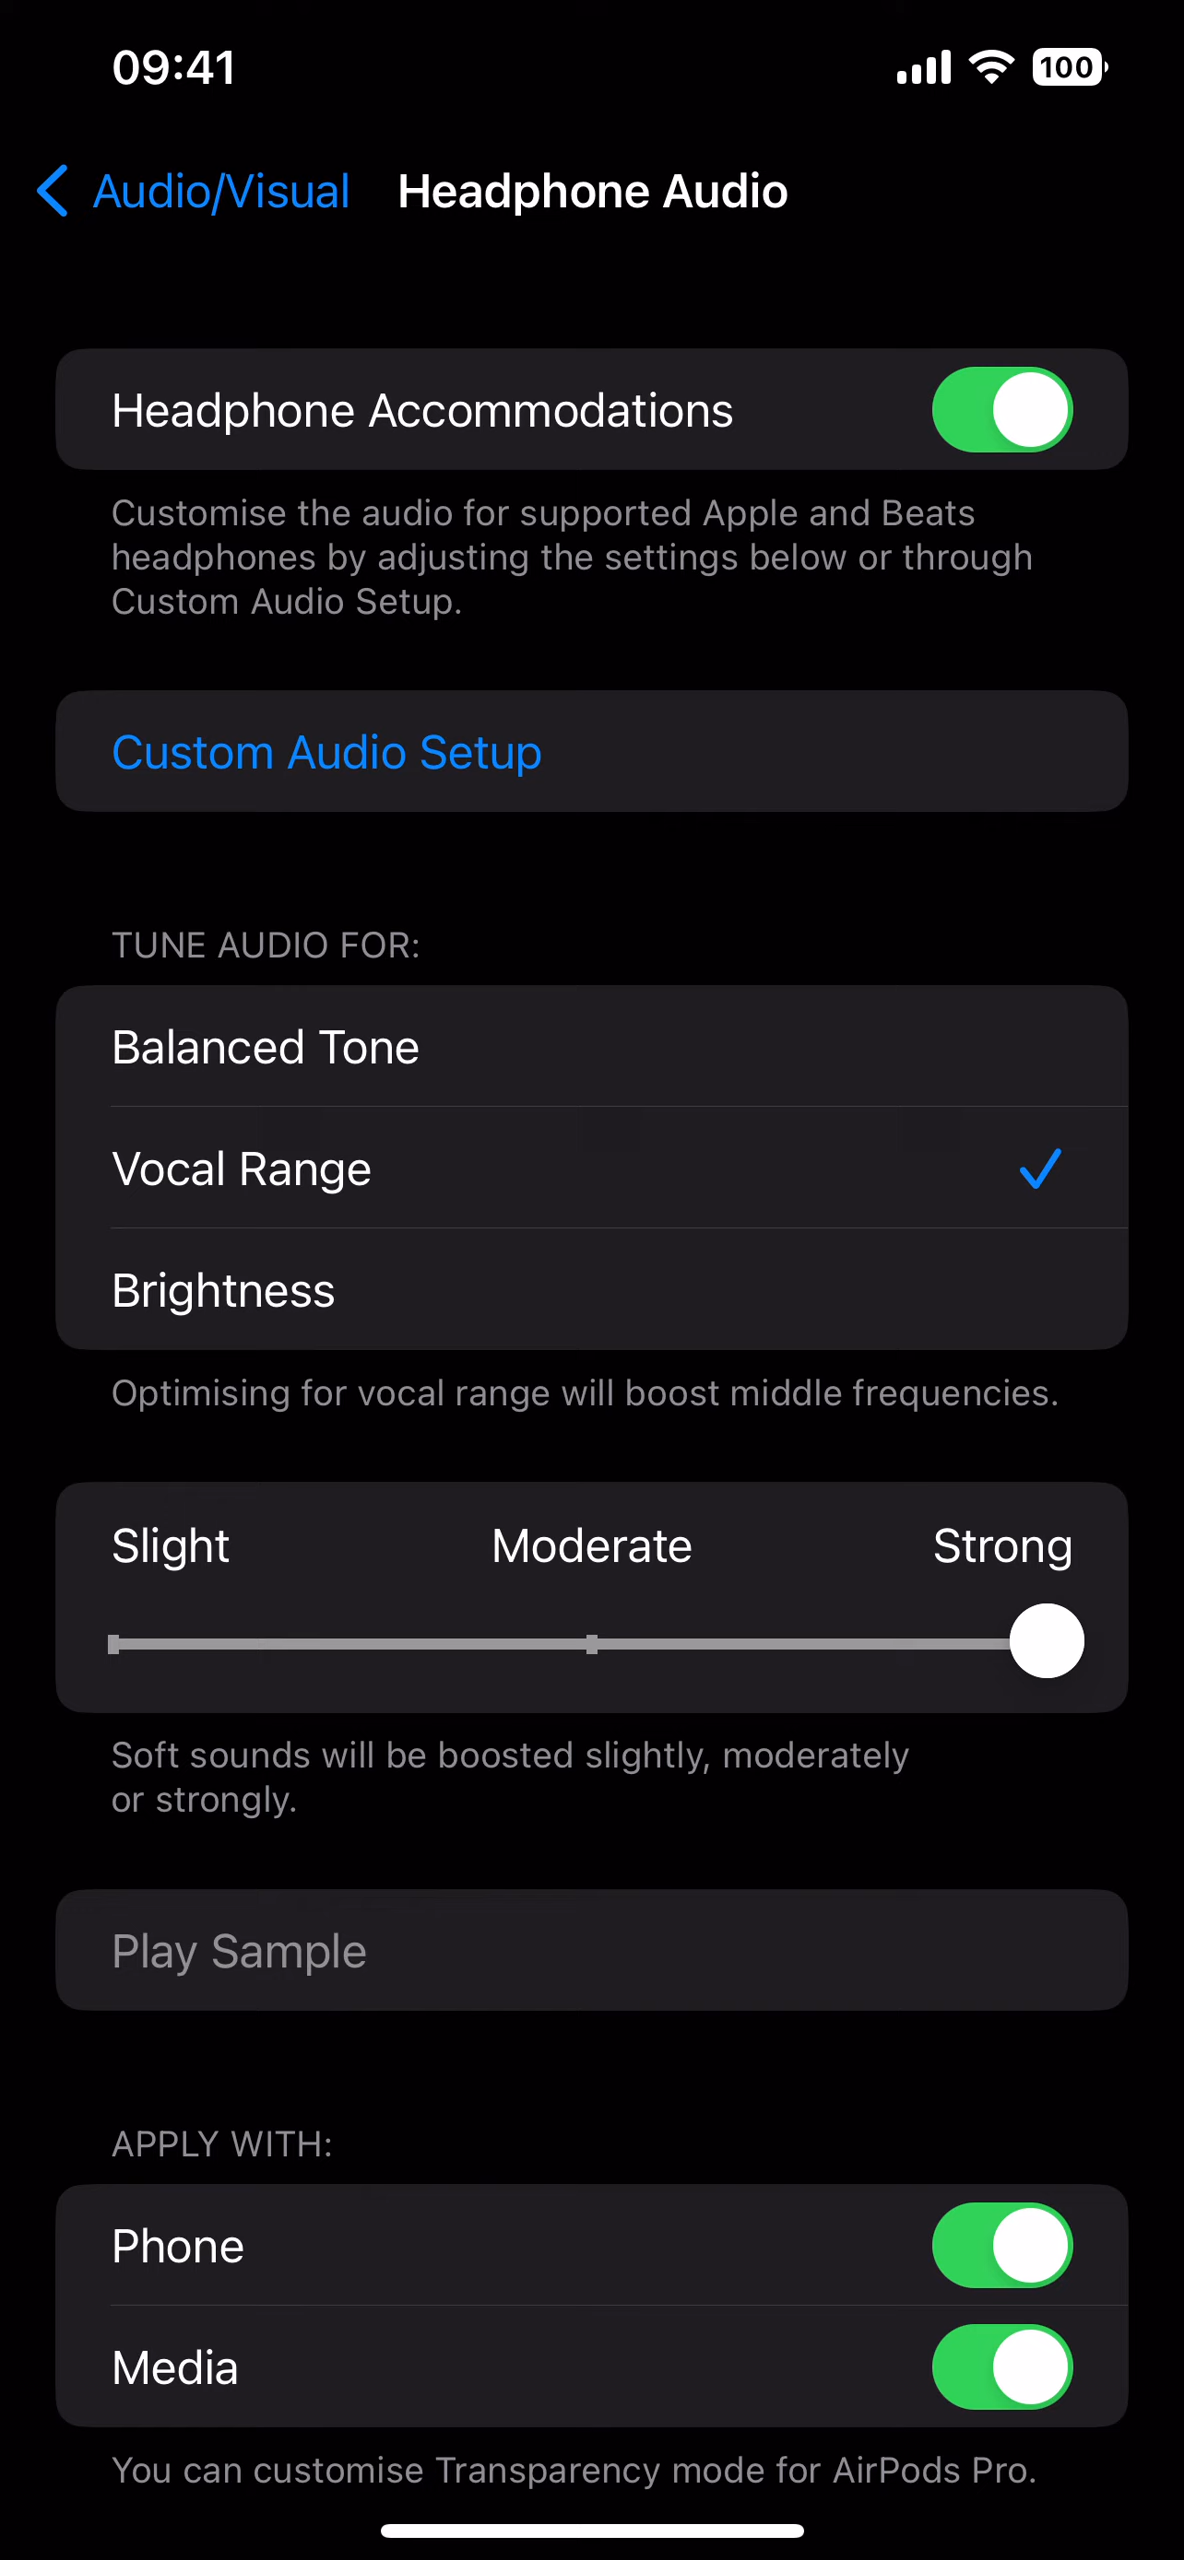 09:41
100
Audio/Visual
Headphone Audio
Headphone Accommodations
Customise the audio for supported Apple and Beats
headphones by adjusting the settings below or through
Custom Audio Setup.
Custom Audio Setup
TUNE AUDIO FOR:
Balanced Tone
Vocal Range
Brightness
Optimising for vocal range will boost middle frequencies.
Slight Moderate Strong
Soft sounds will be boosted slightly, moderately
or strongly.
Play Sample
APPLY WITH:
Phone
Media
You can customise Transparency mode for AirPods Pro.